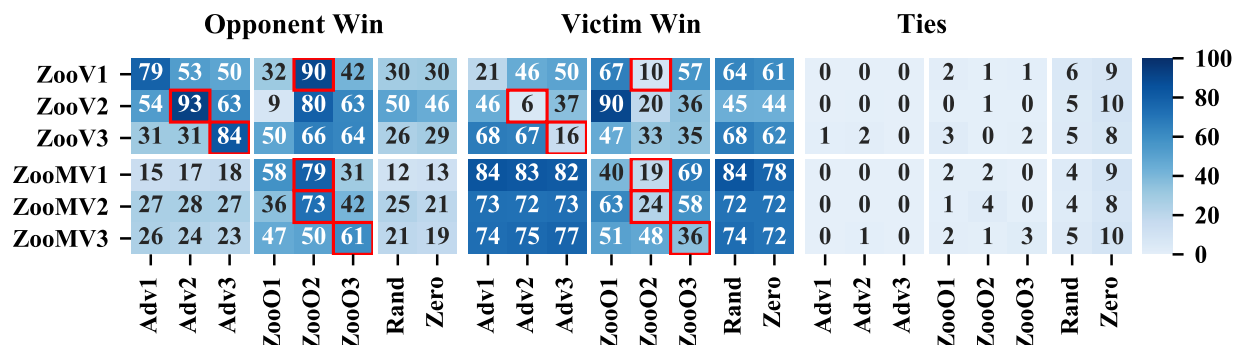 Opponent Win Victim Win Ties
ZooV1 79 53 50 32 90 42 30 30 21 46 50 67 10 57 64 61 0 0 0 2 1 1 6 9 100
ZooV2 54 93 63 9 80 63 50 46 46 6 37 90 20 36 45 44 0 0 0 0 1 0 5 10 80
ZooV3 31 31 84 50 66 64 26 29 68 67 16 47 33 35 68 62 1 2 0 3 0 2 5 8 60
ZooMV1 15 17 18 58 79 31 12 13 84 83 82 40 19 69 84 78 0 0 0 2 2 0 4 9 40
ZooMV2 27 28 27 36 73 42 25 21 73 72 73 63 24 58 72 72 0 0 0 1 4 0 4 8 20
ZooMV3 26 24 23 47 50 61 21 19 74 75 77 51 48 36 74 72 0 1 0 2 1 3 5 10 0
Adv1 Adv2 Adv3 ZooO1 ZooO2 ZooO3 Rand Zero Adv1 Adv2 Adv3 ZooO1 ZooO2 ZooO3 Rand Zero Adv1 Adv2 Adv3 ZooO1 ZooO2 ZooO3 Rand Zero